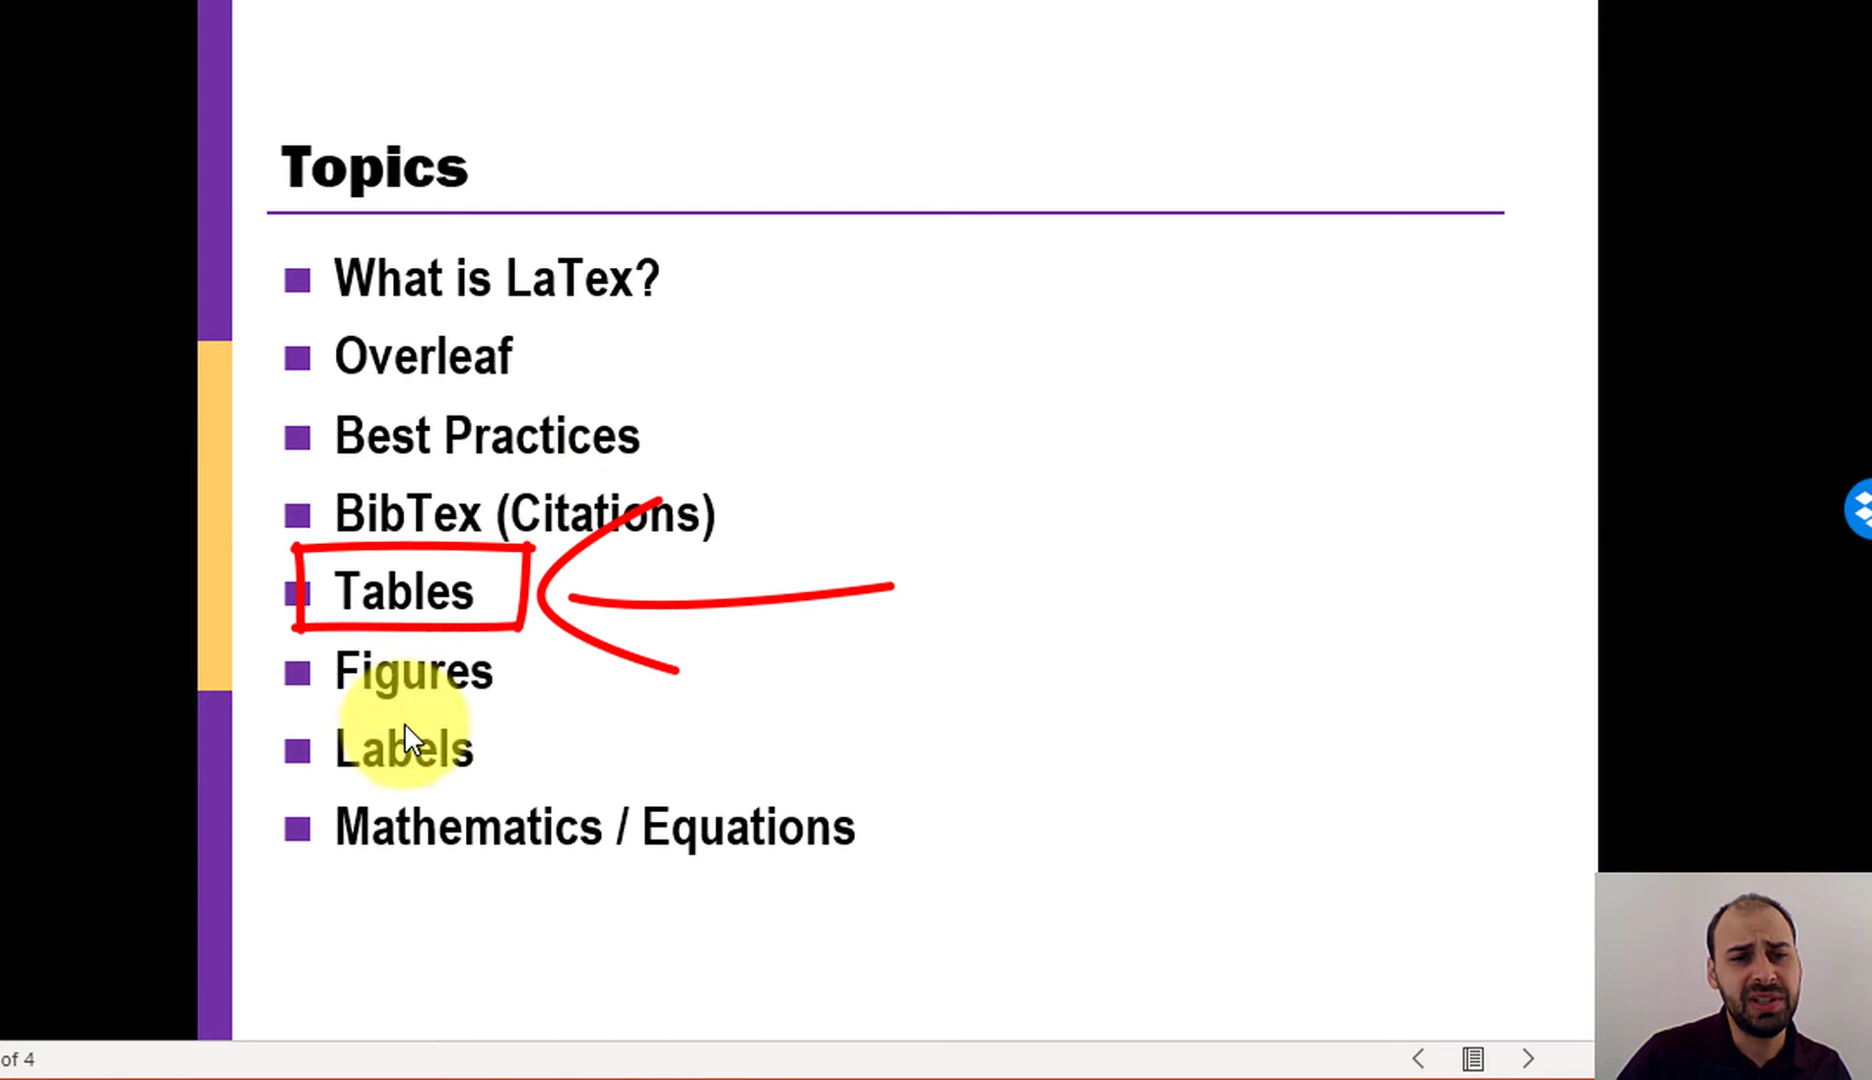 Topics
What is LaTex?
Overleaf
Best Practices
BibTex (Citations)
Tables
Figures
Labels
Mathematics / Equations
of 4